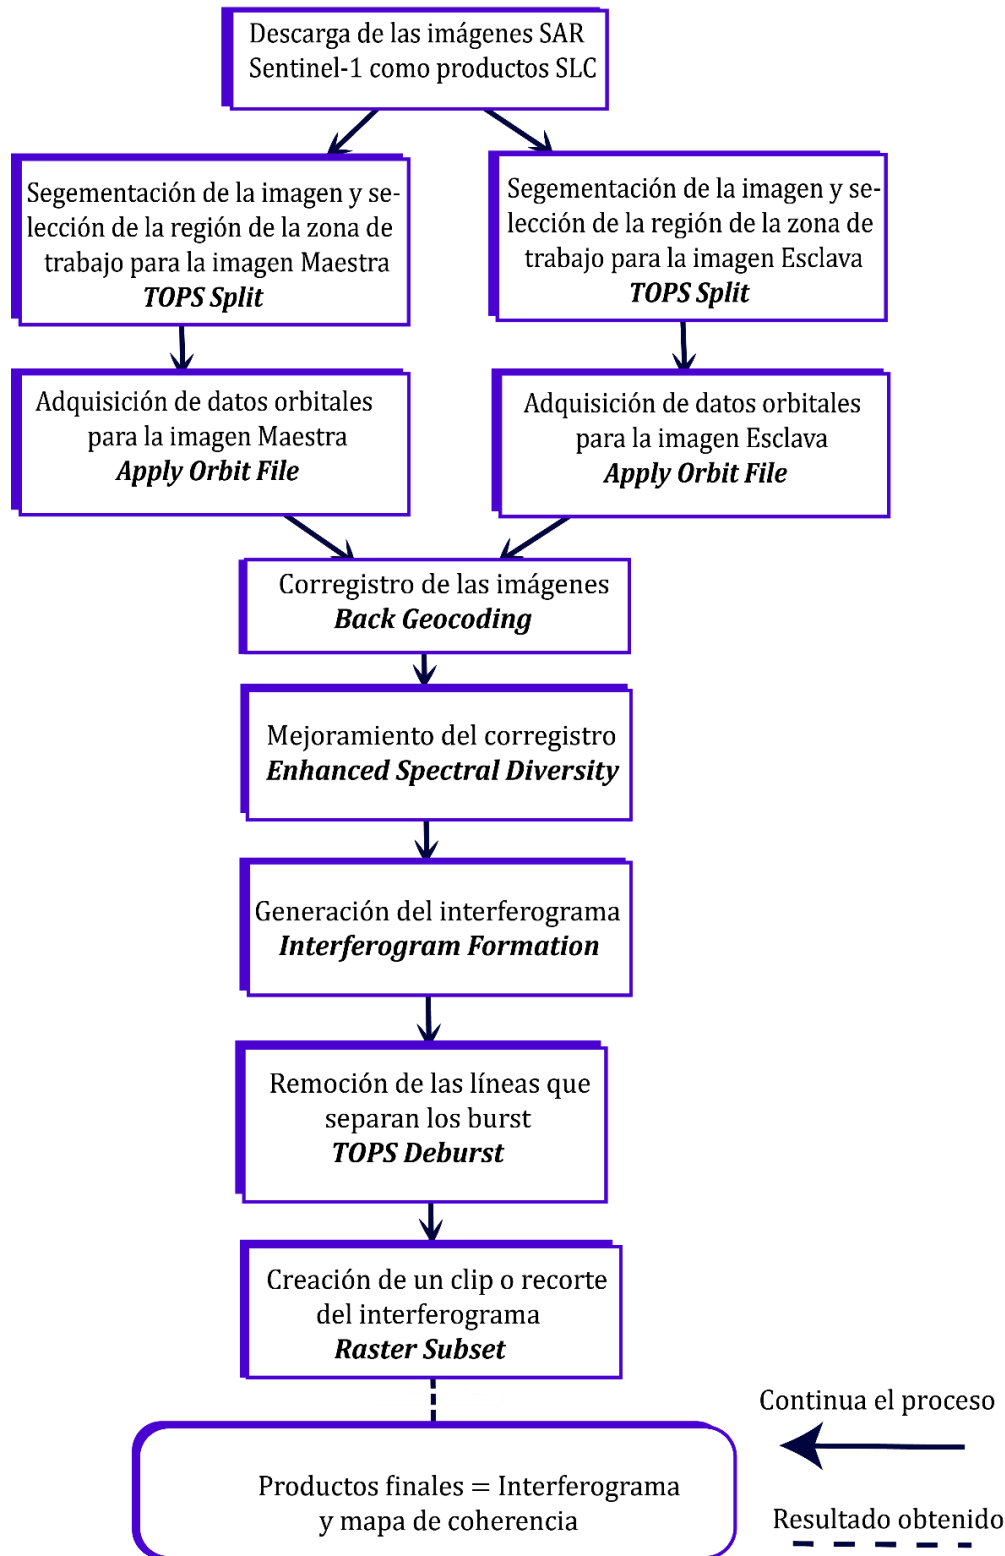 Descarga de las imágenes SAR
Sentinel-1 como productos SLC
Segementación de la imagen y se-
lección de la región de la zona de
trabajo para la imagen Maestra
TOPS Split
Segementación de la imagen y se-
lección de la región de la zona de
trabajo para la imagen Esclava
TOPS Split
Adquisición de datos orbitales
para la imagen Maestra
Apply Orbit File
Adquisición de datos orbitales
para la imagen Esclava
Apply Orbit File
Corregistro de las imágenes
Back Geocoding
Mejoramiento del corregistro
Enhanced Spectral Diversity
Generación del interferograma
Interferogram Formation
Remoción de las líneas que
separan los burst
TOPS Deburst
Creación de un clip o recorte
del interferograma
Raster Subset
Productos finales = Interferograma
y mapa de coherencia
Continua el proceso
Resultado obtenido